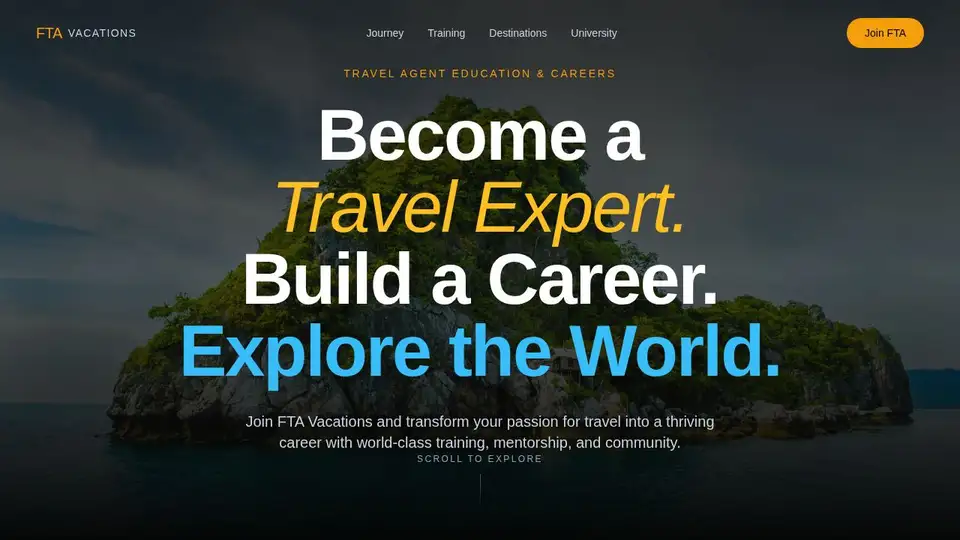 FTA VACATIONS
Journey Training Destinations University
Join FTA
TRAVEL AGENT EDUCATION & CAREERS
Become a
Travel Expert.
Build a Career.
Explore the World.
Join FTA Vacations and transform your passion for travel into a thriving
career with world-class training, mentorship, and community.
SCROLL TO EXPLORE